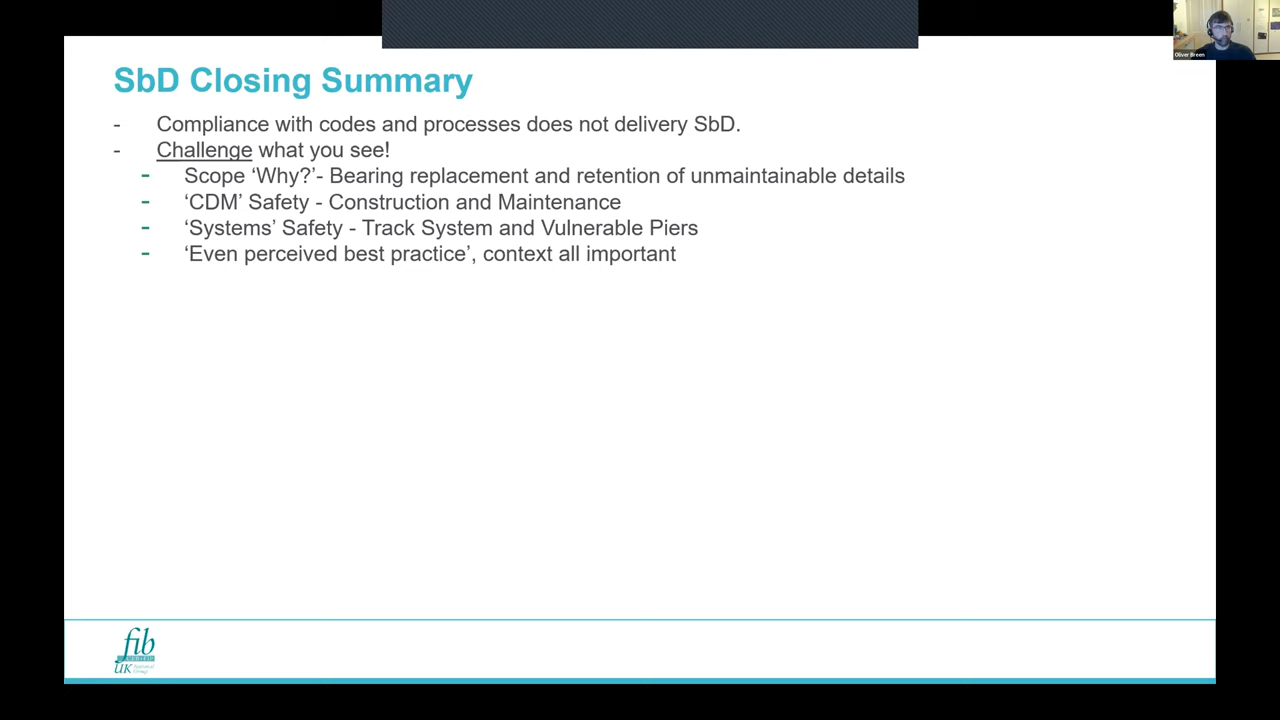 Oliver Breen
SbD Closing Summary
- Compliance with codes and processes does not delivery SbD.
- Challenge what you see!
- Scope ‘Why?’- Bearing replacement and retention of unmaintainable details
- ‘CDM’ Safety - Construction and Maintenance
- ‘Systems’ Safety - Track System and Vulnerable Piers
- ‘Even perceived best practice’, context all important
fib
UK National
Group